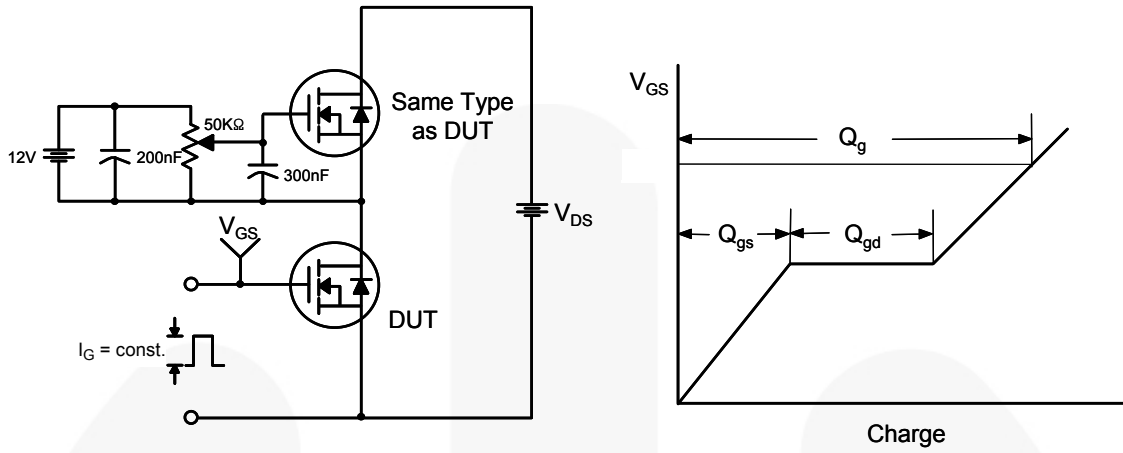 Same Type
as DUT
50KΩ
12V
200nF
300nF
V_DS
V_GS
DUT
I_G = const.
V_GS
Q_g
Q_gs
Q_gd
Charge